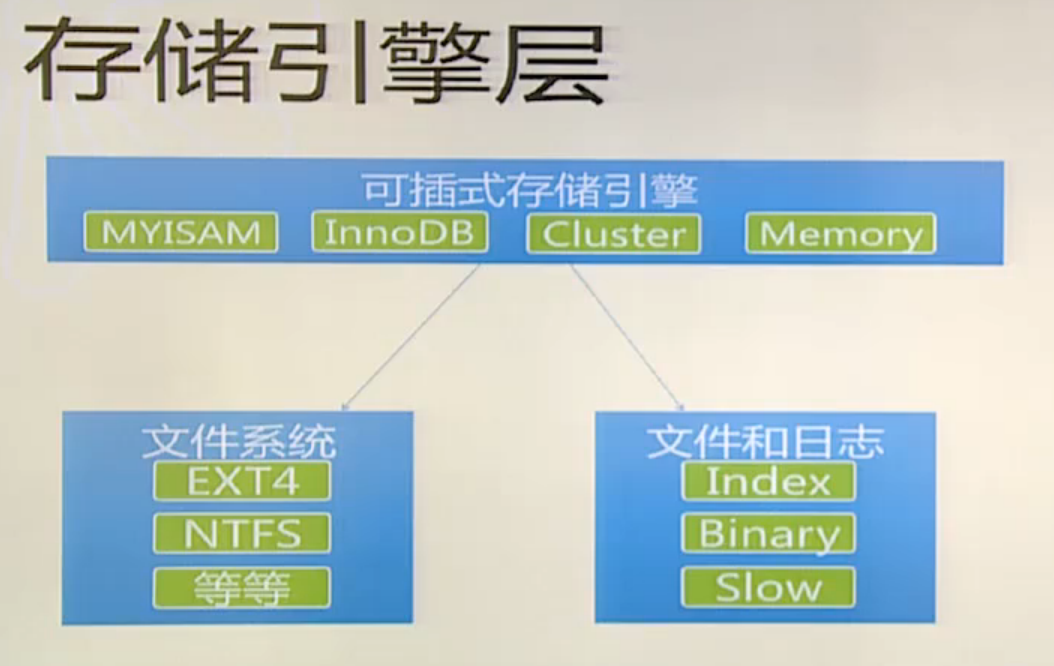 存储引擎层
可插式存储引擎
MYISAM InnoDB Cluster Memory
文件系统
EXT4
NTFS
等等
文件和日志
Index
Binary
Slow